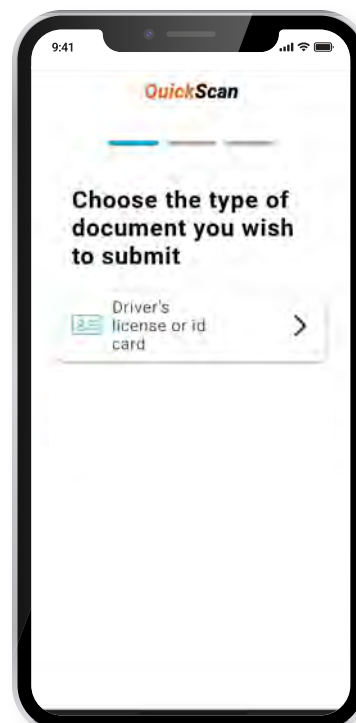 9:41
QuickScan
Choose the type of
document you wish
to submit
Driver's
license or id
card